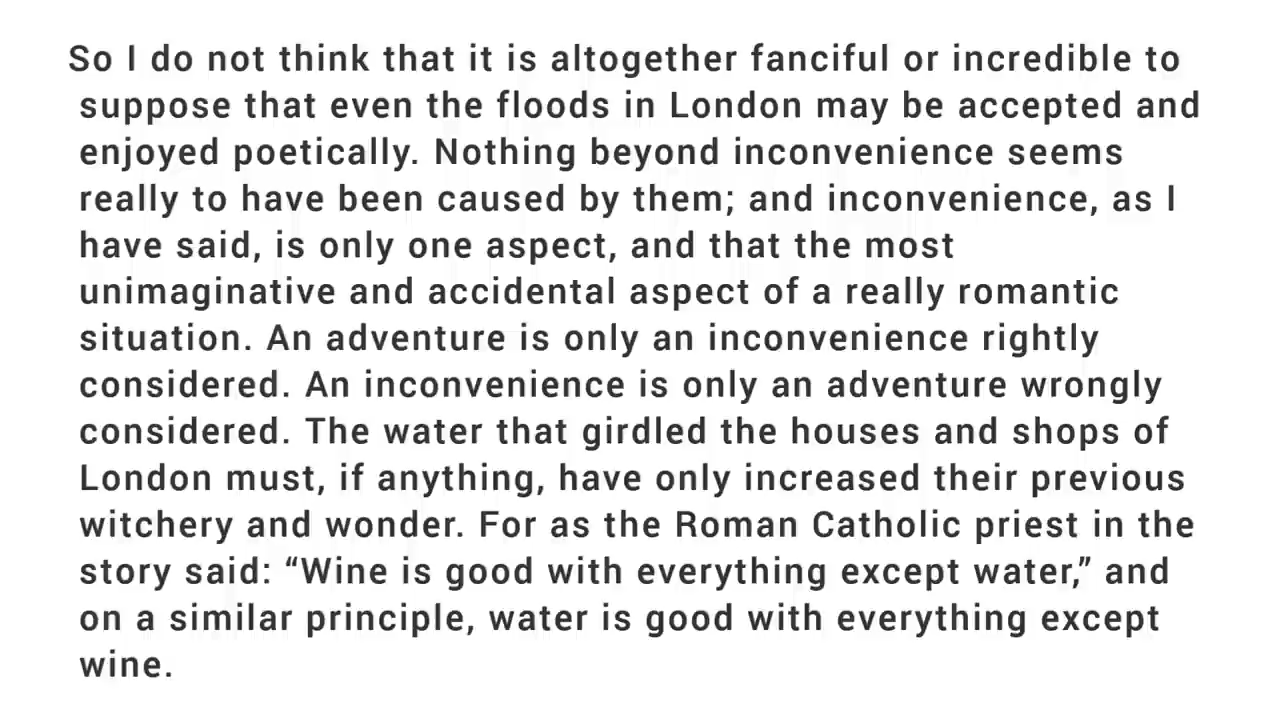 So I do not think that it is altogether fanciful or incredible to
suppose that even the floods in London may be accepted and
enjoyed poetically. Nothing beyond inconvenience seems
really to have been caused by them; and inconvenience, as I
have said, is only one aspect, and that the most
unimaginative and accidental aspect of a really romantic
situation. An adventure is only an inconvenience rightly
considered. An inconvenience is only an adventure wrongly
considered. The water that girdled the houses and shops of
London must, if anything, have only increased their previous
witchery and wonder. For as the Roman Catholic priest in the
story said: “Wine is good with everything except water,” and
on a similar principle, water is good with everything except
wine.